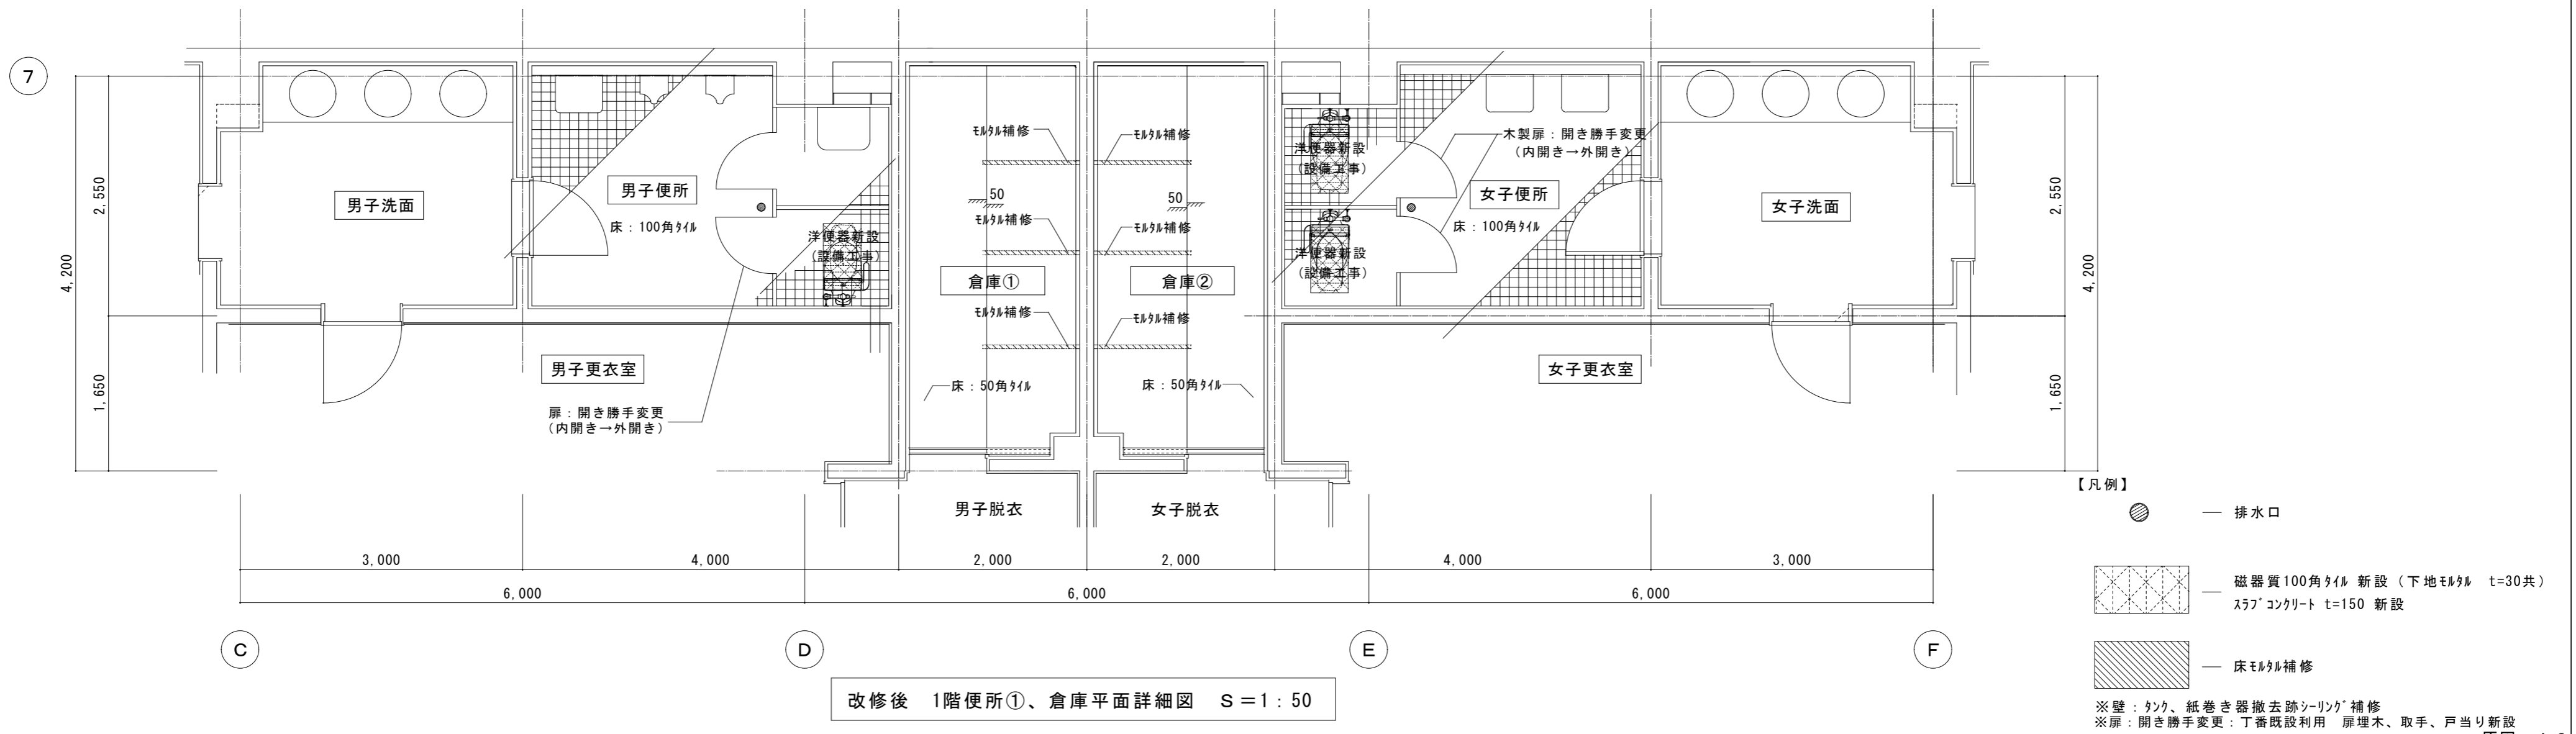 7
4,200
2,550
1,650
男子洗面
男子便所
床：100角ﾀｲﾙ
洋便器新設
(設備工事)
男子更衣室
扉：開き勝手変更
(内開き→外開き)
ﾓﾙﾀﾙ補修
50
ﾓﾙﾀﾙ補修
倉庫①
ﾓﾙﾀﾙ補修
床：50角ﾀｲﾙ
男子脱衣
ﾓﾙﾀﾙ補修
50
ﾓﾙﾀﾙ補修
倉庫②
ﾓﾙﾀﾙ補修
床：50角ﾀｲﾙ
女子脱衣
洋便器新設
(設備工事)
洋便器新設
(設備工事)
木製扉：開き勝手変更
(内開き→外開き)
女子便所
床：100角ﾀｲﾙ
女子洗面
女子更衣室
2,550
1,650
4,200
3,000
4,000
2,000
2,000
4,000
3,000
6,000
6,000
6,000
C
D
E
F
改修後　1階便所①、倉庫平面詳細図　Ｓ＝1：50
【凡例】
排水口
磁器質100角ﾀｲﾙ 新設（下地ﾓﾙﾀﾙ　t=30共）
ｽﾗﾌﾞｺﾝｸﾘｰﾄ t=150 新設
床ﾓﾙﾀﾙ補修
※壁：ﾀﾝｸ、紙巻き器撤去跡ｼｰﾘﾝｸﾞ補修
※扉：開き勝手変更：丁番既設利用　扉埋木、取手、戸当り新設